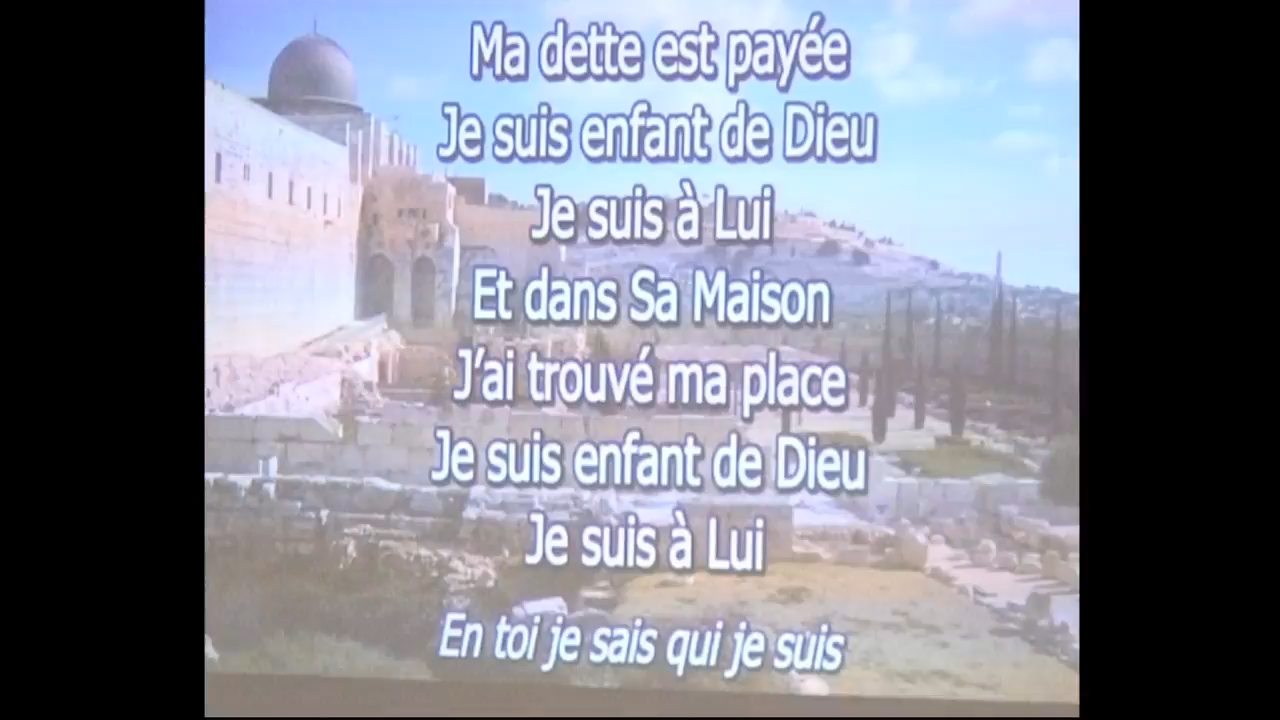 Ma dette est payée
Je suis enfant de Dieu
Je suis à Lui
Et dans Sa Maison
J'ai trouvé ma place
Je suis enfant de Dieu
Je suis à Lui
En toi je sais qui je suis